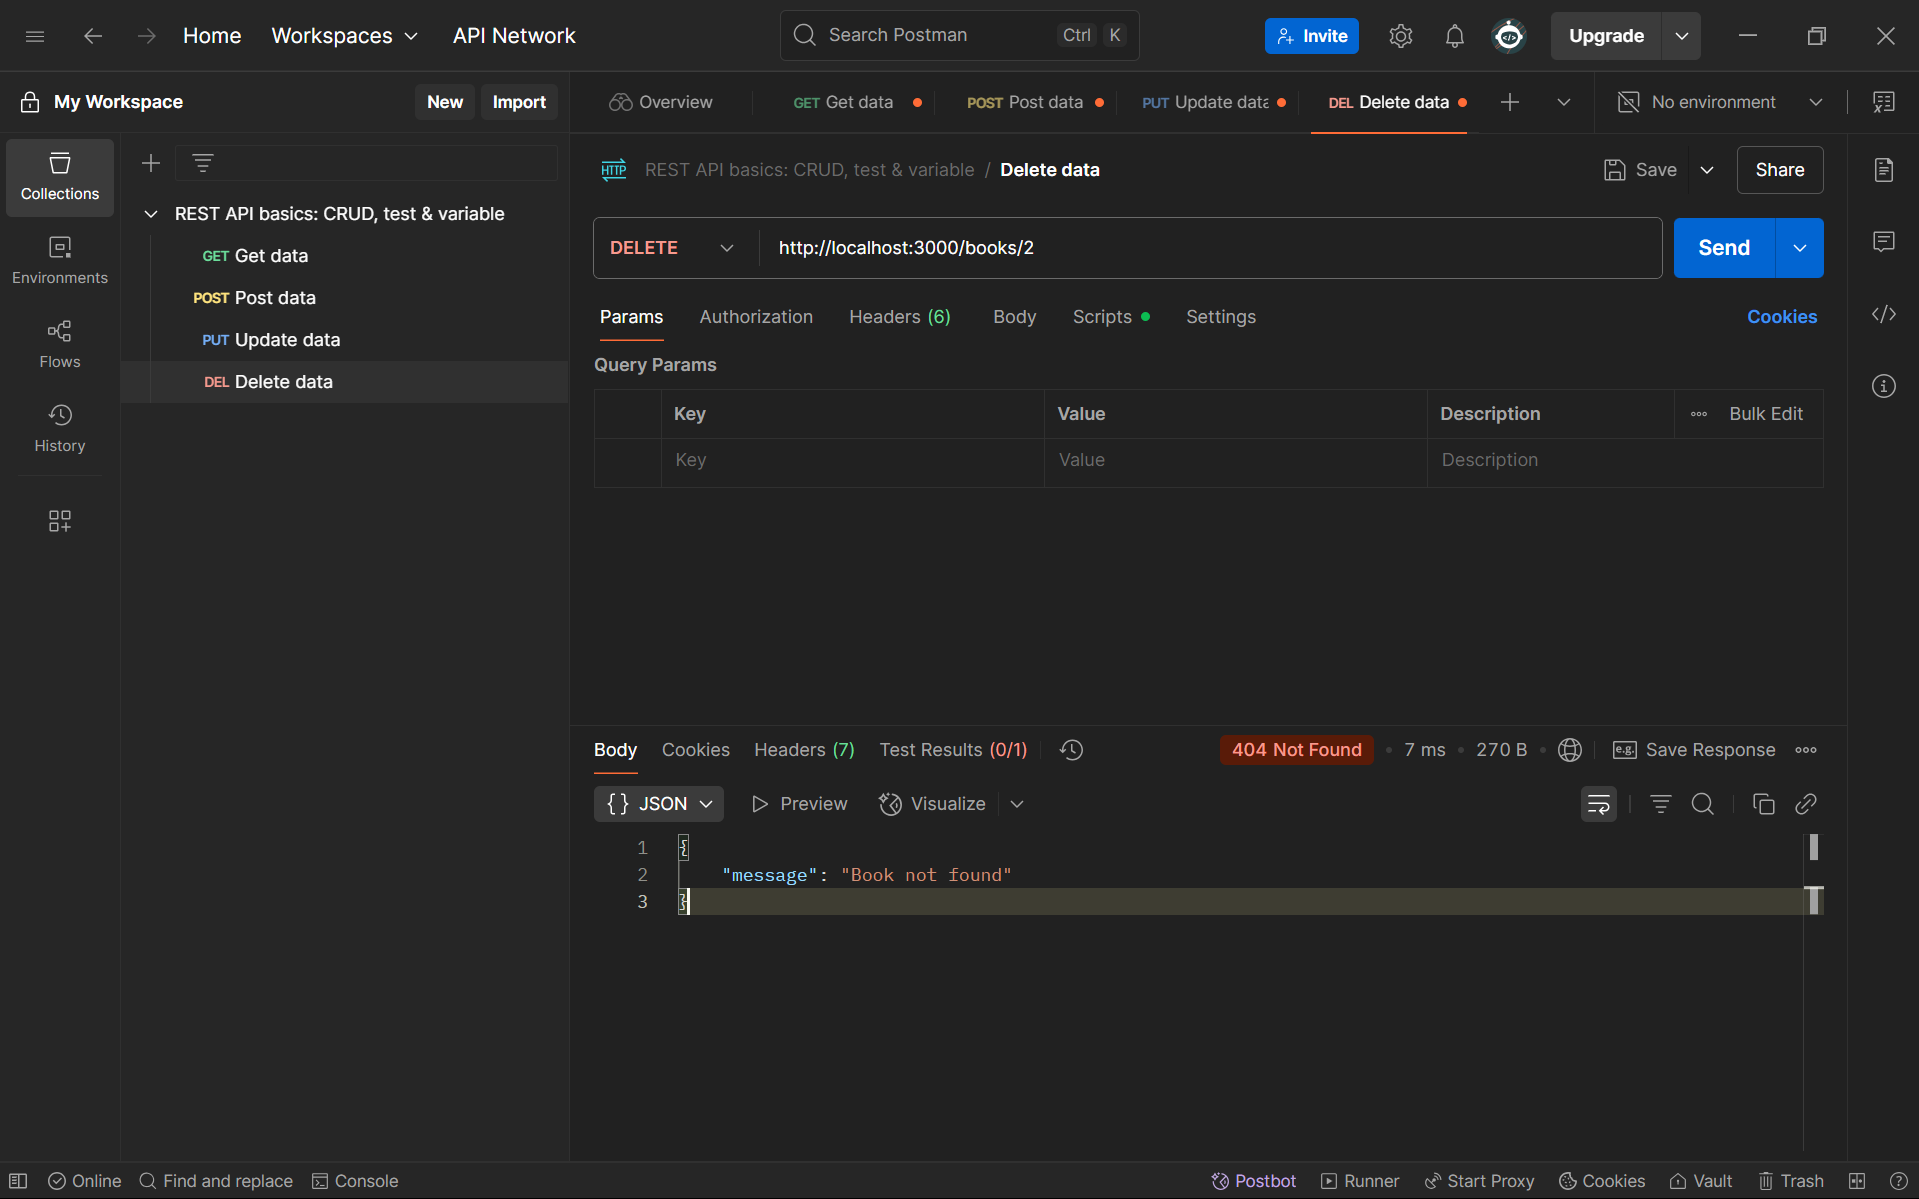 Home Workspaces API Network Search Postman Ctrl K Invite Upgrade
My Workspace New Import
Overview GET Get data POST Post data PUT Update data DEL Delete data No environment
Collections
Environments
Flows
History
REST API basics: CRUD, test & variable
GET Get data
POST Post data
PUT Update data
DEL Delete data
HTTP REST API basics: CRUD, test & variable / Delete data Save Share
DELETE http://localhost:3000/books/2 Send
Params Authorization Headers (6) Body Scripts Settings Cookies
Query Params
Key Value Description Bulk Edit
Key Value Description
Body Cookies Headers (7) Test Results (0/1) 404 Not Found 7 ms 270 B e.g. Save Response
{} JSON Preview Visualize
1 {
2 "message": "Book not found"
3 }
Online Find and replace Console Postbot Runner Start Proxy Cookies Vault Trash